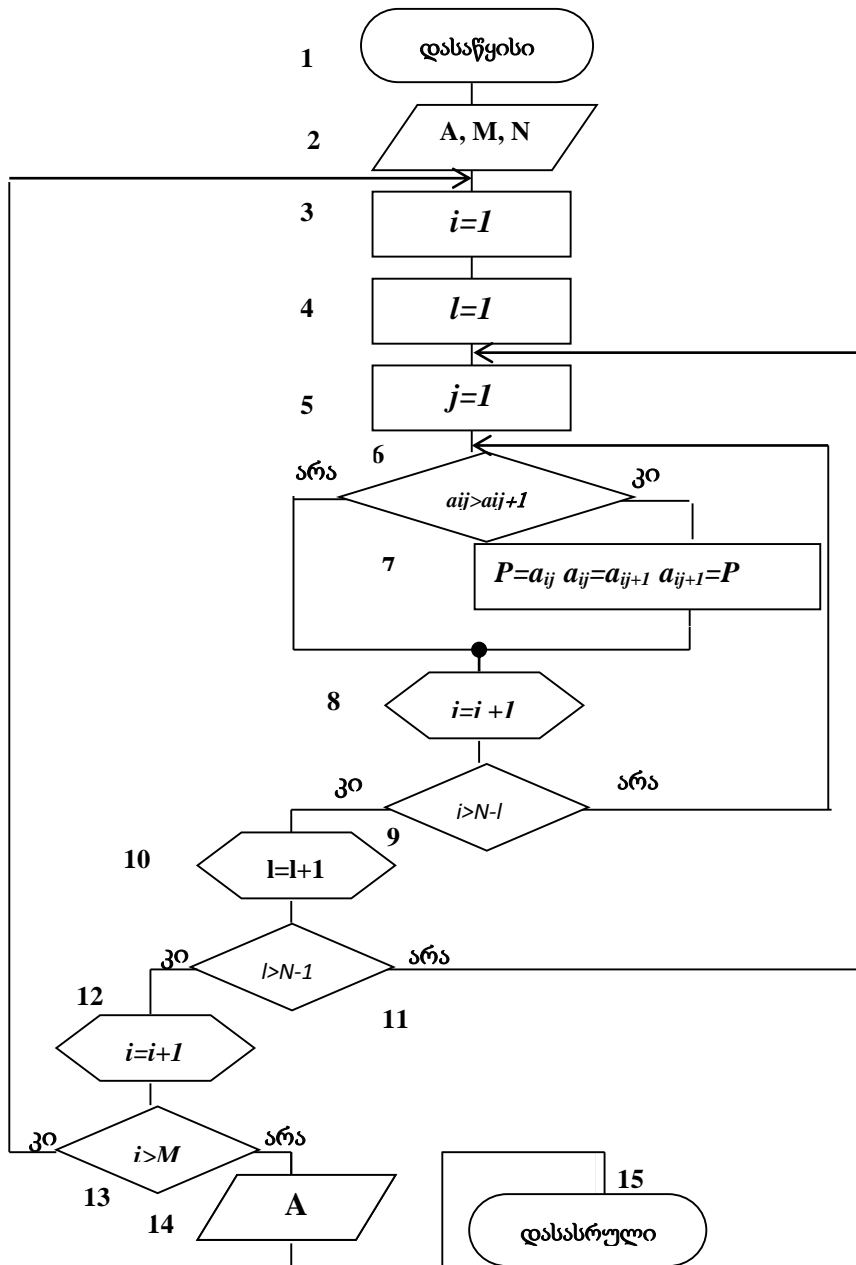 1
დასაწყისი
2
A, M, N
3
i=1
4
l=1
5
j=1
6
არა
კი
aij>aij+1
7
P=aij aij=aij+1 aij+1=P
8
i=i +1
9
i>N-l
კი
არა
10
l=l+1
l>N-1
კი
არა
11
12
i=i+1
კი
i>M
არა
13
14
A
15
დასასრული